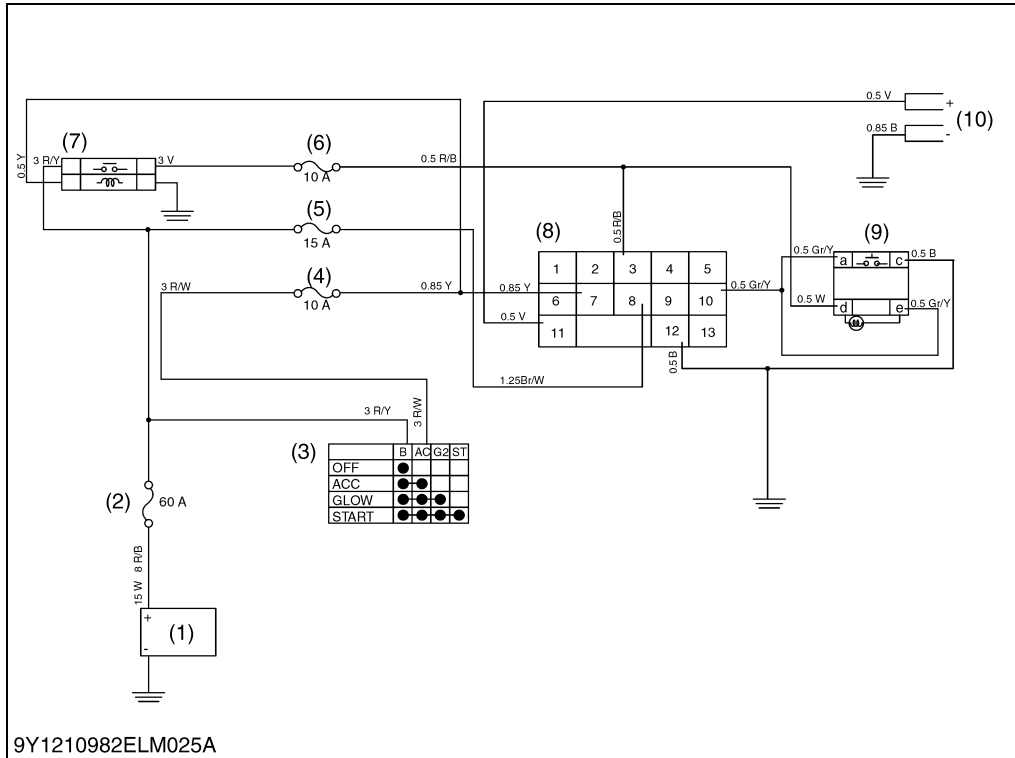 0.5 V
+
(10)
0.85 B
-
(7)
(6)
0.5 Y
3 R/Y
3 V
10 A
0.5 R/B
0.5 R/B
(5)
15 A
(8)
(9)
1 2 3 4 5
6 7 8 9 10
11 12 13
0.5 Gr/Y
a c
0.5 B
0.5 W
d e
0.5 Gr/Y
0.5 Gr/Y
(4)
3 R/W
10 A
0.85 Y
0.85 Y
0.5 V
0.5 B
1.25Br/W
3 R/Y
3 R/W
(3)
B AC G2 ST
OFF
ACC
GLOW
START
(2)
60 A
8 R/B
15 W
+
(1)
-
9Y1210982ELM025A